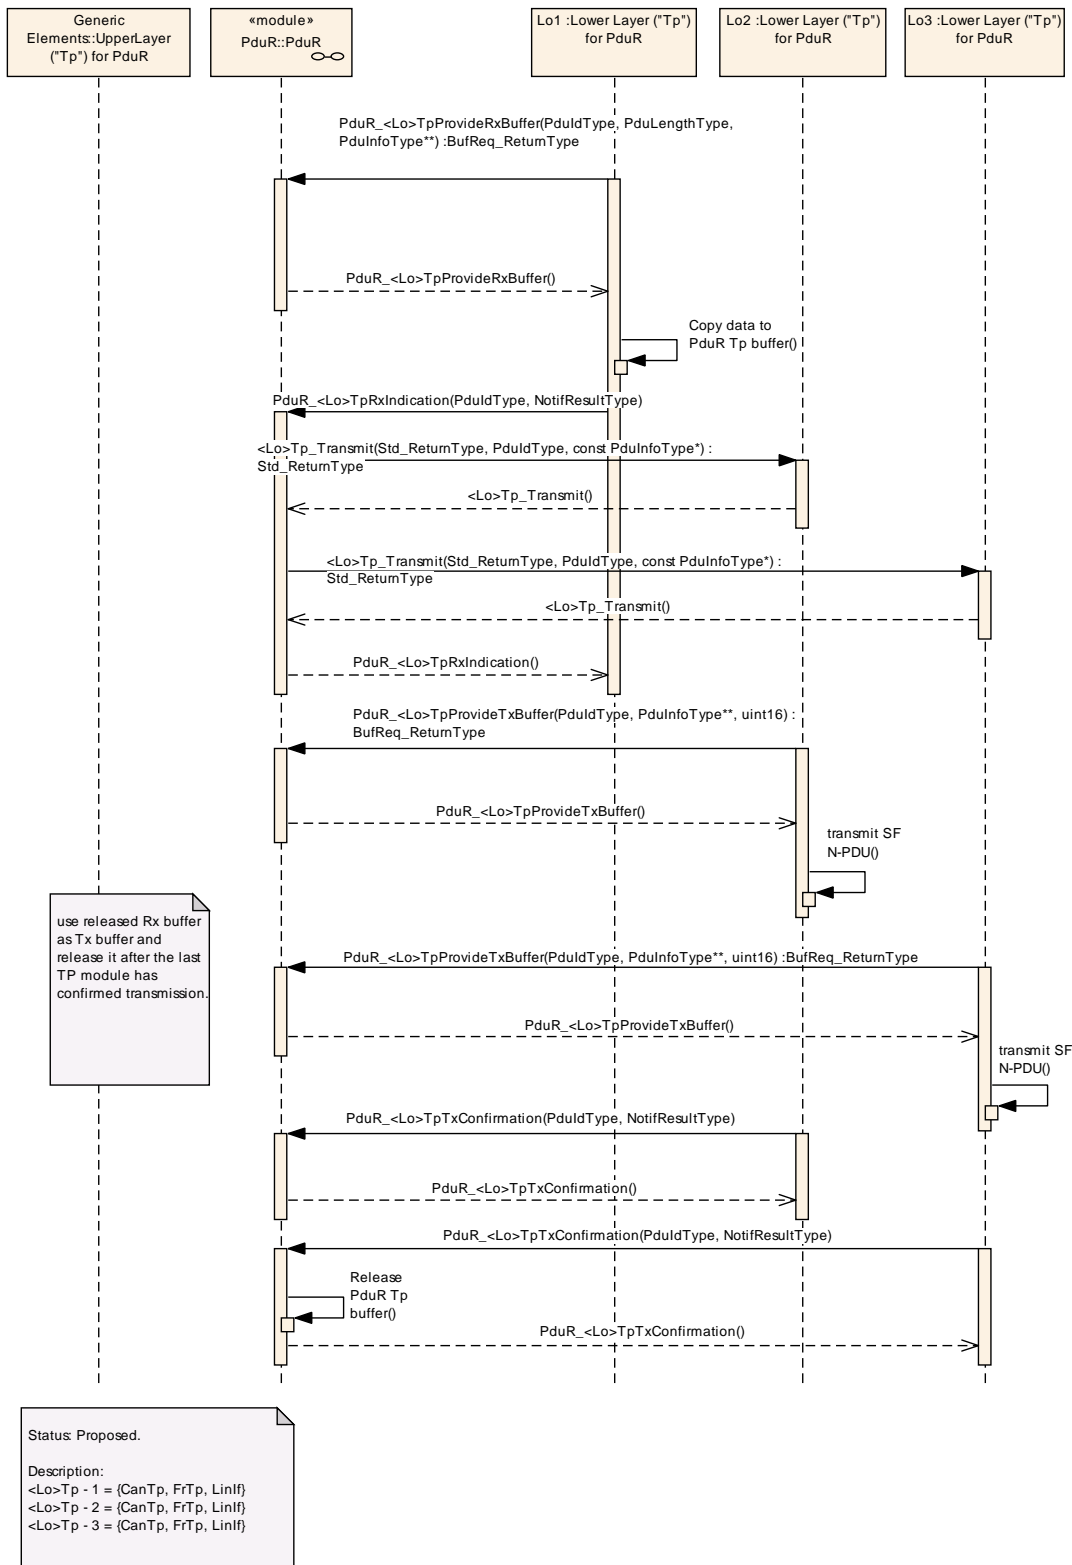 Generic
Elements::UpperLayer
("Tp") for PduR
«module»
PduR::PduR
Lo1 :Lower Layer ("Tp")
for PduR
Lo2 :Lower Layer ("Tp")
for PduR
Lo3 :Lower Layer ("Tp")
for PduR
PduR_<Lo>TpProvideRxBuffer(PduIdType, PduLengthType,
PduInfoType**) :BufReq_ReturnType
PduR_<Lo>TpProvideRxBuffer()
Copy data to
PduR Tp buffer()
PduR_<Lo>TpRxIndication(PduIdType, NotifResultType)
<Lo>Tp_Transmit(Std_ReturnType, PduIdType, const PduInfoType*) :
Std_ReturnType
<Lo>Tp_Transmit()
<Lo>Tp_Transmit(Std_ReturnType, PduIdType, const PduInfoType*) :
Std_ReturnType
<Lo>Tp_Transmit()
PduR_<Lo>TpRxIndication()
PduR_<Lo>TpProvideTxBuffer(PduIdType, PduInfoType**, uint16) :
BufReq_ReturnType
PduR_<Lo>TpProvideTxBuffer()
transmit SF
N-PDU()
use released Rx buffer
as Tx buffer and
release it after the last
TP module has
confirmed transmission.
PduR_<Lo>TpProvideTxBuffer(PduIdType, PduInfoType**, uint16) :BufReq_ReturnType
PduR_<Lo>TpProvideTxBuffer()
transmit SF
N-PDU()
PduR_<Lo>TpTxConfirmation(PduIdType, NotifResultType)
PduR_<Lo>TpTxConfirmation()
PduR_<Lo>TpTxConfirmation(PduIdType, NotifResultType)
Release
PduR Tp
buffer()
PduR_<Lo>TpTxConfirmation()
Status: Proposed.
Description:
<Lo>Tp - 1 = {CanTp, FrTp, LinIf}
<Lo>Tp - 2 = {CanTp, FrTp, LinIf}
<Lo>Tp - 3 = {CanTp, FrTp, LinIf}